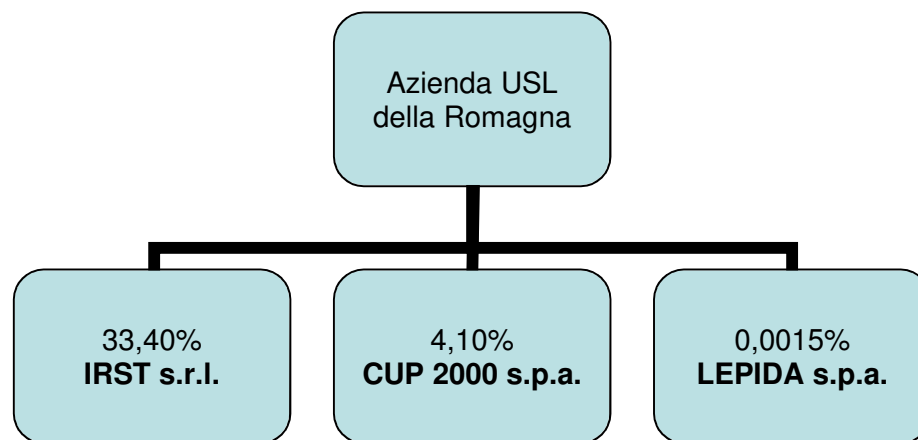 Azienda USL
della Romagna
33,40%
IRST s.r.l.
4,10%
CUP 2000 s.p.a.
0,0015%
LEPIDA s.p.a.